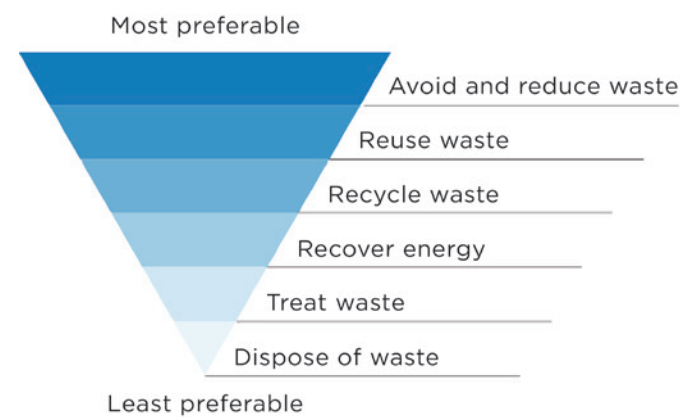 Most preferable
Avoid and reduce waste
Reuse waste
Recycle waste
Recover energy
Treat waste
Dispose of waste
Least preferable